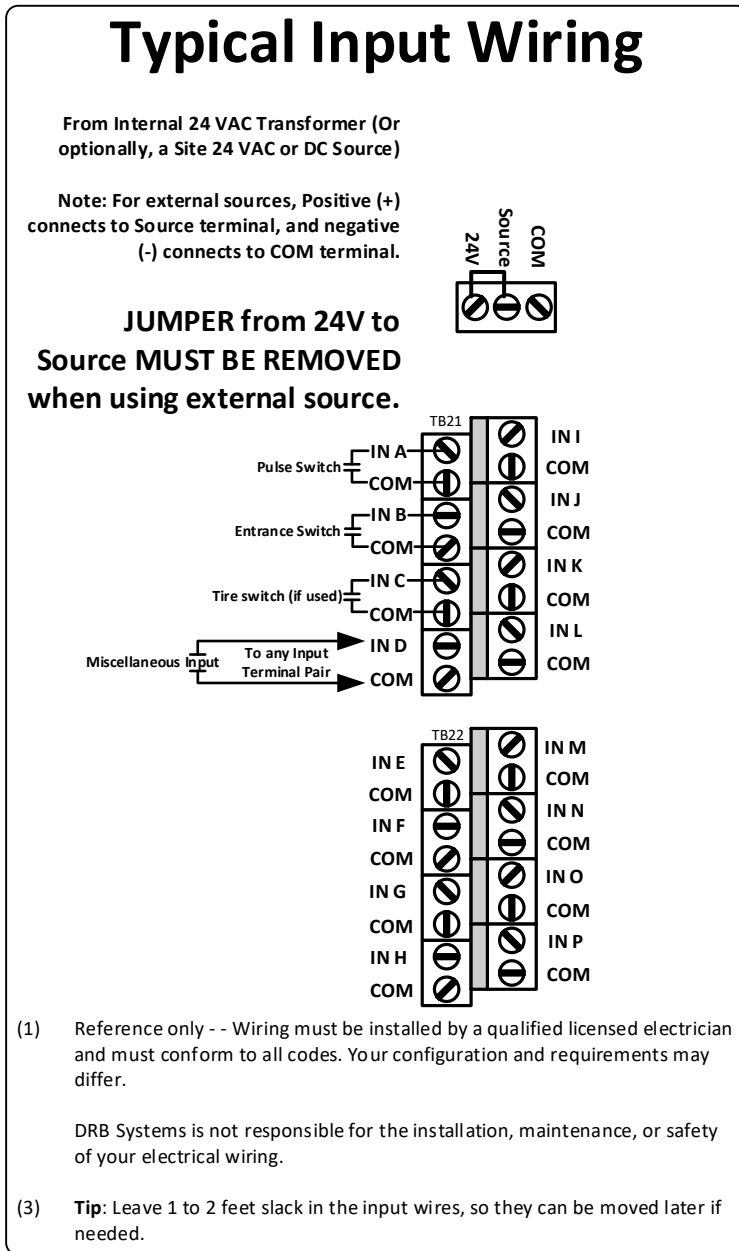 Typical Input Wiring
From Internal 24 VAC Transformer (Or
optionally, a Site 24 VAC or DC Source)
Note: For external sources, Positive (+)
connects to Source terminal, and negative
(-) connects to COM terminal.
24V
Source
COM
JUMPER from 24V to
Source MUST BE REMOVED
when using external source.
TB21
Pulse Switch
IN A
COM
Entrance Switch
IN B
COM
Tire switch (if used)
IN C
COM
Miscellaneous Input
To any Input
Terminal Pair
IN D
COM
IN I
COM
IN J
COM
IN K
COM
IN L
COM
TB22
IN E
COM
IN F
COM
IN G
COM
IN H
COM
IN M
COM
IN N
COM
IN O
COM
IN P
COM
(1) Reference only - - Wiring must be installed by a qualified licensed electrician
and must conform to all codes. Your configuration and requirements may
differ.
DRB Systems is not responsible for the installation, maintenance, or safety
of your electrical wiring.
(3) Tip: Leave 1 to 2 feet slack in the input wires, so they can be moved later if
needed.